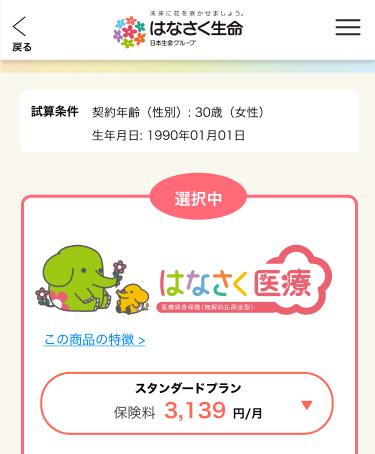 戻る
未来に花を咲かせましょう。
はなさく生命
日本生命グループ
試算条件
契約年齢（性別）: 30歳（女性）
生年月日: 1990年01月01日
選択中
はなさく医療
医療終身保険（無解約払戻金型）
この商品の特徴 >
スタンダードプラン
保険料 3,139 円/月
▼